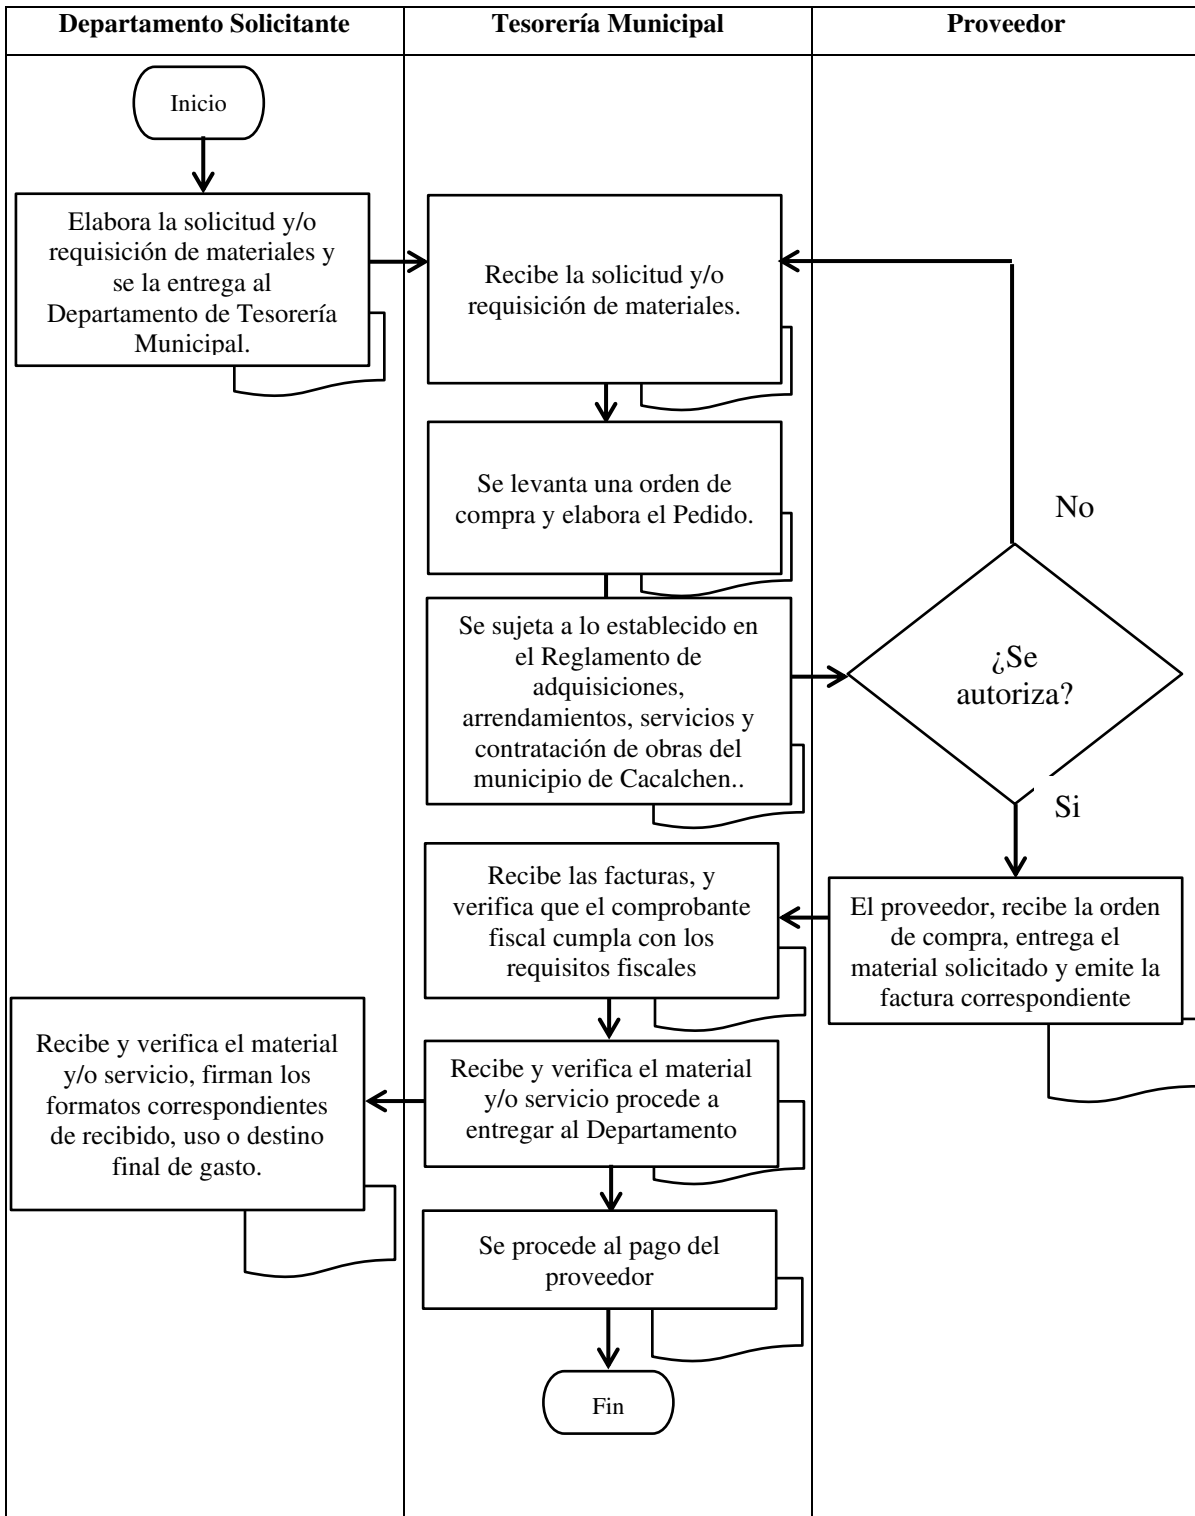 Departamento Solicitante
Tesorería Municipal
Proveedor
Inicio
Elabora la solicitud y/o
requisición de materiales y
se la entrega al
Departamento de Tesorería
Municipal.
Recibe la solicitud y/o
requisición de materiales.
Se levanta una orden de
compra y elabora el Pedido.
No
Se sujeta a lo establecido en
el Reglamento de
adquisiciones,
arrendamientos, servicios y
contratación de obras del
municipio de Cacalchen..
¿Se
autoriza?
Si
El proveedor, recibe la orden
de compra, entrega el
material solicitado y emite la
factura correspondiente
Recibe las facturas, y
verifica que el comprobante
fiscal cumpla con los
requisitos fiscales
Recibe y verifica el material
y/o servicio procede a
entregar al Departamento
Recibe y verifica el material
y/o servicio, firman los
formatos correspondientes
de recibido, uso o destino
final de gasto.
Se procede al pago del
proveedor
Fin